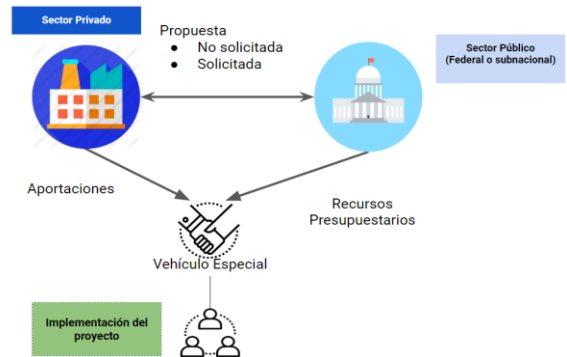 Sector Privado
Propuesta
● No solicitada
● Solicitada
Sector Público
(Federal o subnacional)
Aportaciones
Recursos
Presupuestarios
Vehículo Especial
Implementación del
proyecto